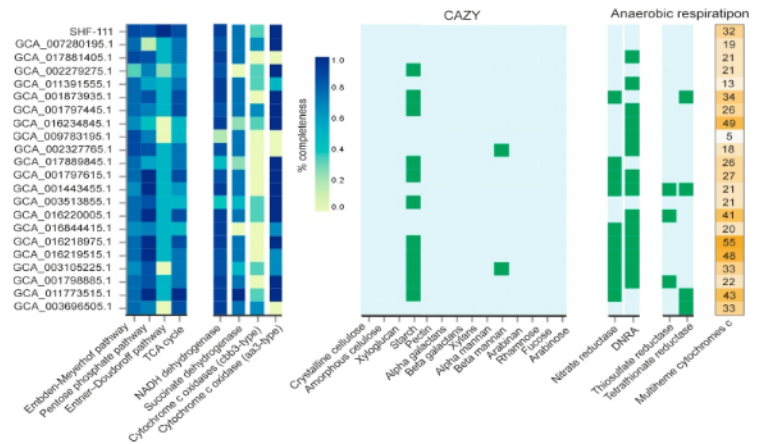 CAZY
Anaerobic respiratipon
SHF-111
GCA_007280195.1
GCA_017881405.1
GCA_002279275.1
GCA_011391555.1
GCA_001873935.1
GCA_001797445.1
GCA_016234845.1
GCA_009783195.1
GCA_002327765.1
GCA_017889845.1
GCA_001797615.1
GCA_001443455.1
GCA_003513855.1
GCA_016220005.1
GCA_016844415.1
GCA_016218975.1
GCA_016219515.1
GCA_003105225.1
GCA_001798885.1
GCA_011773515.1
GCA_003696505.1
Embden-Meyerhof pathway
Pentose phosphate pathway
Entner–Doudoroff pathway
TCA cycle
NADH dehydrogenase
Succinate dehydrogenase
Cytochrome c oxidases (cbb3-type)
Cytochrome c oxidase (aa3-type)
1.0
0.8
0.6
0.4
0.2
0.0
% completeness
Crystalline cellulose
Amorphous cellulose
Xyloglucan
Starch
Pectin
Alpha galactans
Beta galactans
Xylans
Alpha mannan
Beta mannan
Arabinan
Rhamnose
Fucose
Arabinose
Nitrate reductase
DNRA
Thiosulfate reductase
Tetrathionate reductase
Multiheme cytochromes c
32
19
21
21
13
34
26
49
5
18
26
27
21
21
41
20
55
48
33
22
43
33